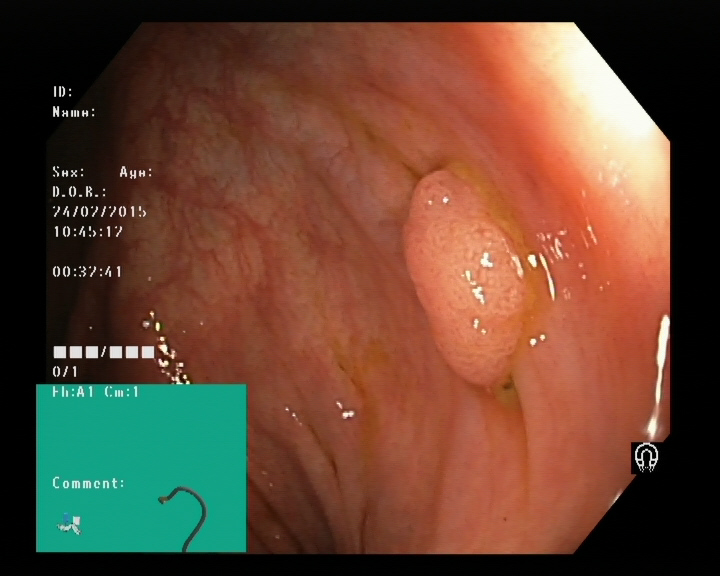 ID:
Name:
Sex: Age:
D.O.B.:
24/02/2015
10:45:12
00:32:41
■■■/■■■
0/1
Eh:A1 Cm:1
Comment: